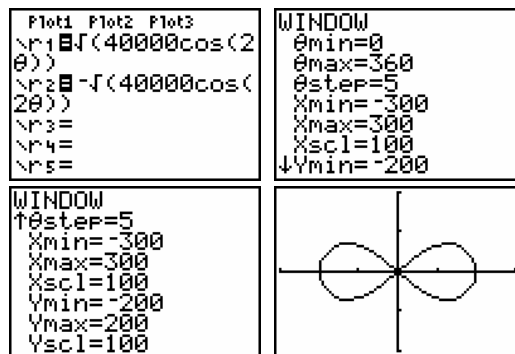 Plot1 Plot2 Plot3
\r1=√(40000cos(2
θ))
\r2=-√(40000cos(
2θ))
\r3=
\r4=
\r5=
WINDOW
θmin=0
θmax=360
θstep=5
Xmin=-300
Xmax=300
Xscl=100
↓Ymin=-200
WINDOW
↑θstep=5
Xmin=-300
Xmax=300
Xscl=100
Ymin=-200
Ymax=200
Yscl=100